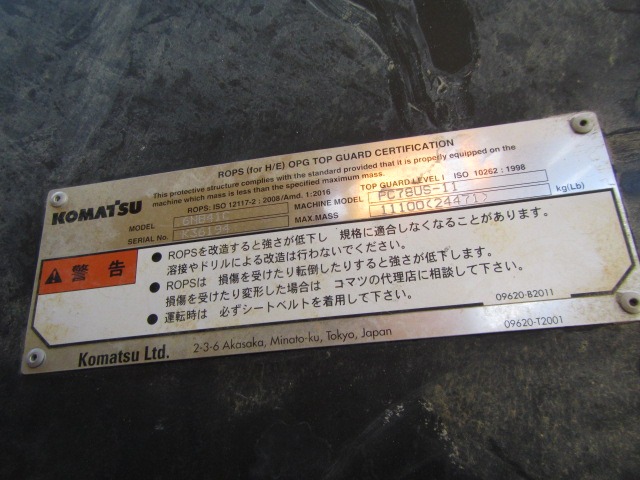 ROPS (for H/E) OPG TOP GUARD CERTIFICATION
This protective structure complies with the standard provided that it is properly equipped on the
machine which mass is less than the specified maximum mass.
ROPS: ISO 12117-2 : 2008/Amd. 1:2016 TOP GUARD LEVEL I ISO 10262 : 1998
KOMATSU
MODEL MACHINE MODEL PC78US-11
SERIAL No. K36134 MAX.MASS 11100(24471) kg(Lb)
警告
● ROPSを改造すると強さが低下し 規格に適合しなくなることがあります。
溶接やドリルによる改造は行わないでください。
● ROPSは 損傷を受けたり転倒したりすると強さが低下します。
損傷を受けたり変形した場合は コマツの代理店に相談して下さい。
● 運転時は 必ずシートベルトを着用して下さい。
09620-B2011
Komatsu Ltd. 2-3-6 Akasaka, Minato-ku, Tokyo, Japan 09620-T2001